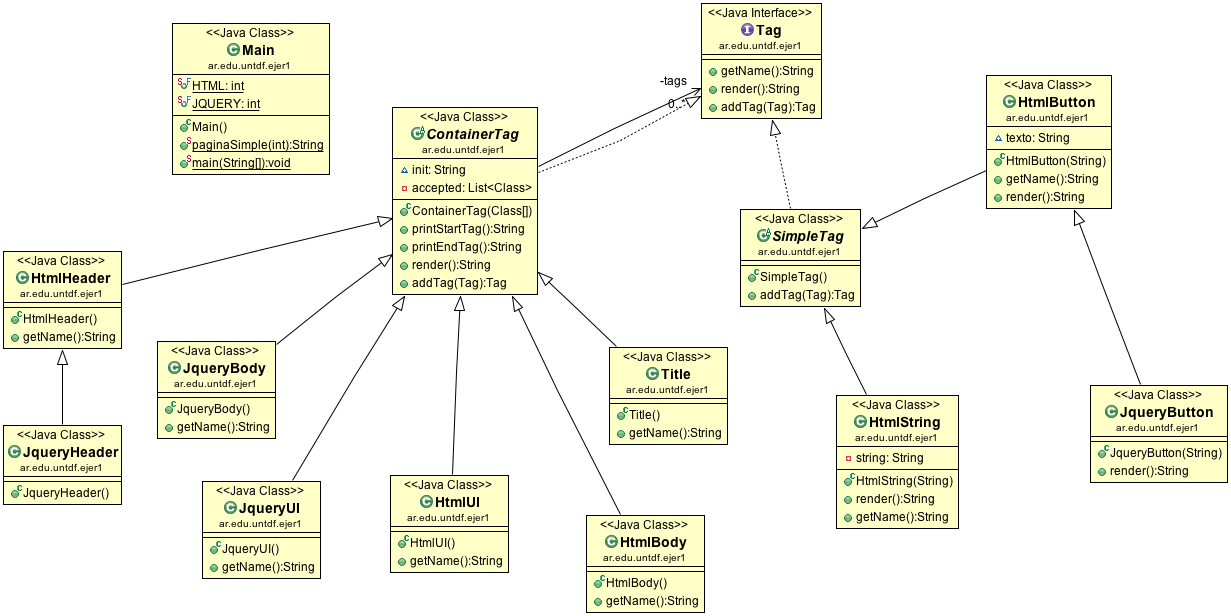 <<Java Class>>
Main
ar.edu.untdf.ejer1
HTML: int
JQUERY: int
Main()
paginaSimple(int):String
main(String[]):void
<<Java Interface>>
Tag
ar.edu.untdf.ejer1
getName():String
render():String
addTag(Tag):Tag
-tags
0..*
<<Java Class>>
HtmlButton
ar.edu.untdf.ejer1
texto: String
HtmlButton(String)
getName():String
render():String
<<Java Class>>
ContainerTag
ar.edu.untdf.ejer1
init: String
accepted: List<Class>
ContainerTag(Class[])
printStartTag():String
printEndTag():String
render():String
addTag(Tag):Tag
<<Java Class>>
SimpleTag
ar.edu.untdf.ejer1
SimpleTag()
addTag(Tag):Tag
<<Java Class>>
HtmlHeader
ar.edu.untdf.ejer1
HtmlHeader()
getName():String
<<Java Class>>
JqueryBody
ar.edu.untdf.ejer1
JqueryBody()
getName():String
<<Java Class>>
Title
ar.edu.untdf.ejer1
Title()
getName():String
<<Java Class>>
JqueryButton
ar.edu.untdf.ejer1
JqueryButton(String)
render():String
<<Java Class>>
HtmlString
ar.edu.untdf.ejer1
string: String
HtmlString(String)
render():String
getName():String
<<Java Class>>
JqueryHeader
ar.edu.untdf.ejer1
JqueryHeader()
<<Java Class>>
JqueryUI
ar.edu.untdf.ejer1
JqueryUI()
getName():String
<<Java Class>>
HtmlUI
ar.edu.untdf.ejer1
HtmlUI()
getName():String
<<Java Class>>
HtmlBody
ar.edu.untdf.ejer1
HtmlBody()
getName():String